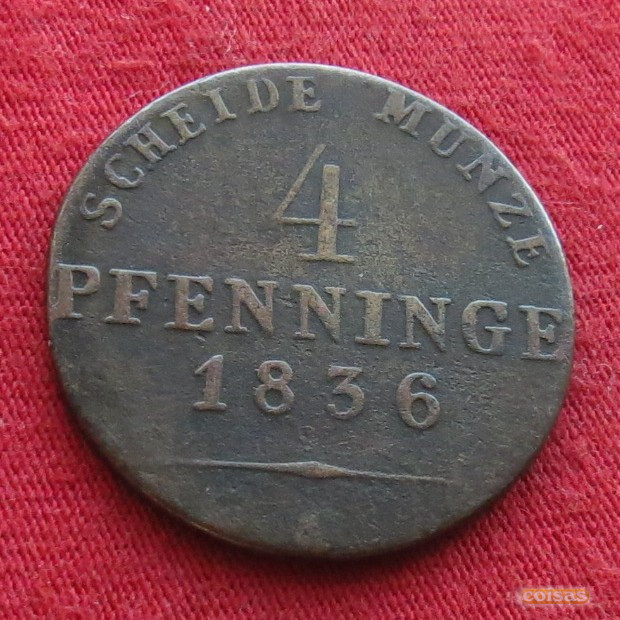 SCHEIDE MUNZE
4
PFENNINGE
1836
coisas